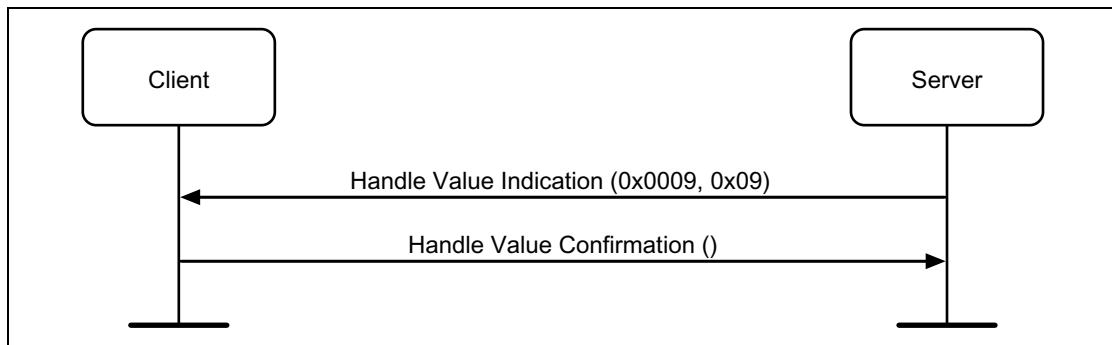 Client
Server
Handle Value Indication (0x0009, 0x09)
Handle Value Confirmation ()